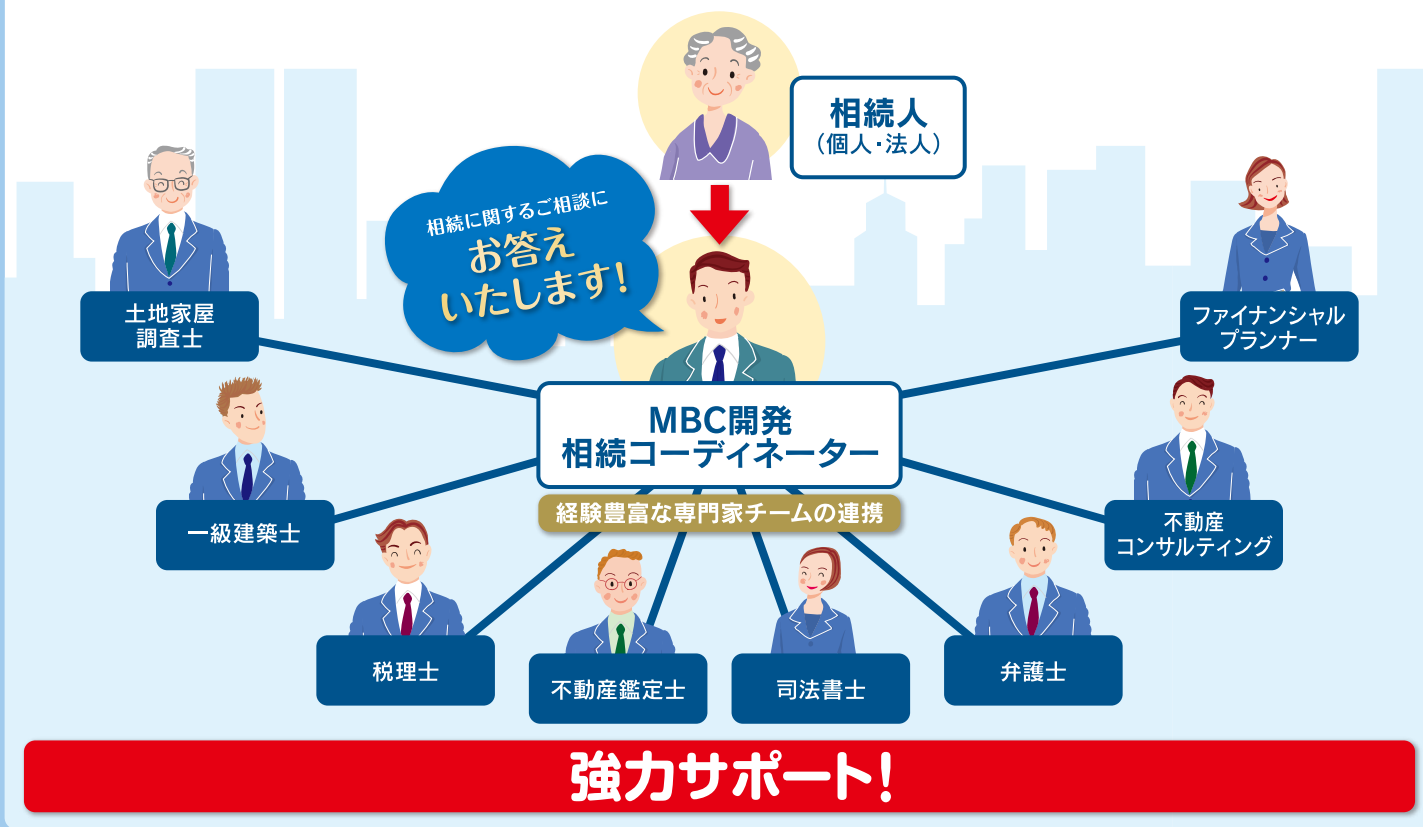 相続人
（個人・法人）
相続に関するご相談に
お答え
いたします！
土地家屋
調査士
ファイナンシャル
プランナー
MBC開発
相続コーディネーター
経験豊富な専門家チームの連携
一級建築士
不動産
コンサルティング
税理士
不動産鑑定士
司法書士
弁護士
強力サポート！